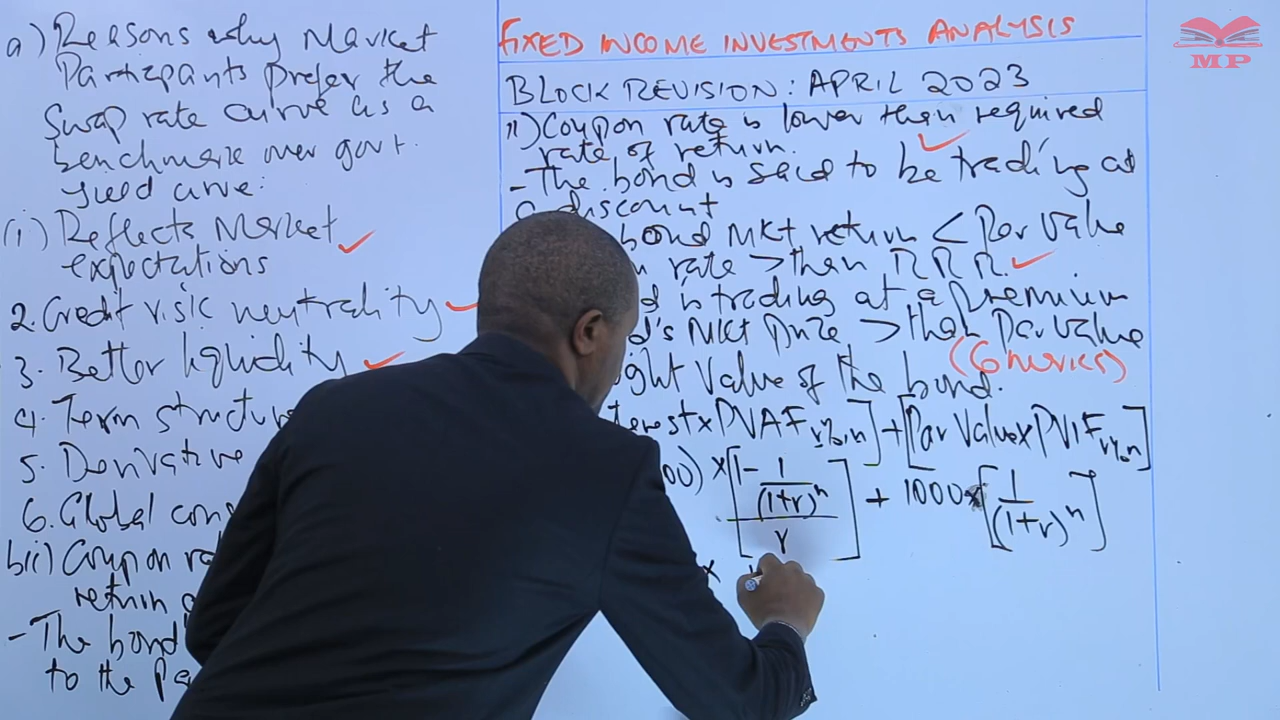 a) Reasons why Market
Participants prefer the
Swap rate curve as a
benchmark over govt.
yield curve:
(i) Reflects Market
expectations
2. Credit risk neutrality
3. Better liquidity
4. Term structure
5. Derivative
6. Global con
b(i) Coupon ra
return
- The bond
to the Pa
FIXED INCOME INVESTMENTS ANALYSIS
BLOCK REVISION: APRIL 2023
ii) Coupon rate is lower than required
rate of return.
- The bond is said to be trading at
a discount
bond Mkt return < Par Value
rate > than RRR.
is trading at a premium
d's Mkt price > than Par value
(Generics)
ight Value of the bond.
terest x PVAF r%,n] + [Par Value x PVIF r%,n]
00) x [1 - 1/(1+r)^n / r] + 1000 x [1/(1+r)^n]
x
MP